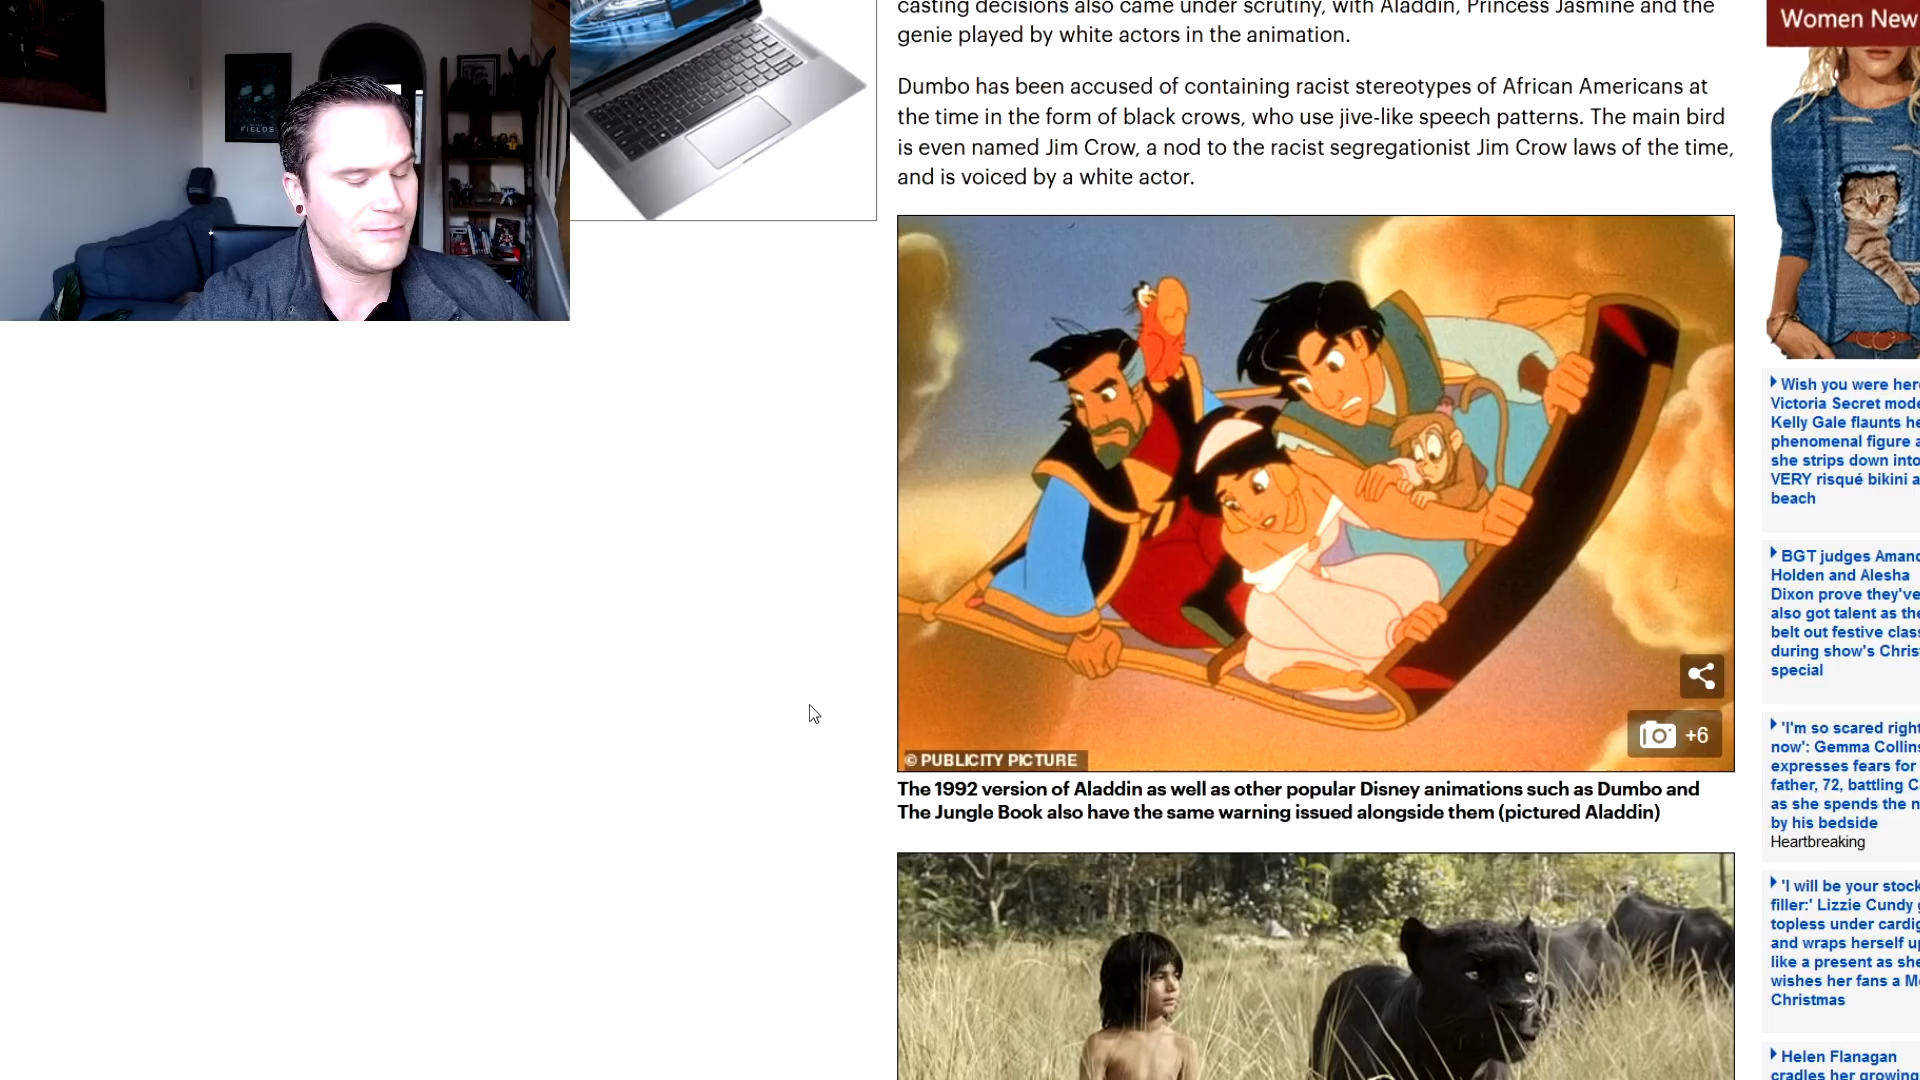 FIELDS
casting decisions also came under scrutiny, with Aladdin, Princess Jasmine and the
genie played by white actors in the animation.
Dumbo has been accused of containing racist stereotypes of African Americans at
the time in the form of black crows, who use jive-like speech patterns. The main bird
is even named Jim Crow, a nod to the racist segregationist Jim Crow laws of the time,
and is voiced by a white actor.
+6
© PUBLICITY PICTURE
The 1992 version of Aladdin as well as other popular Disney animations such as Dumbo and
The Jungle Book also have the same warning issued alongside them (pictured Aladdin)
Women New
Wish you were her
Victoria Secret mod
Kelly Gale flaunts he
phenomenal figure a
she strips down into
VERY risqué bikini a
beach
BGT judges Aman
Holden and Alesha
Dixon prove they've
also got talent as the
belt out festive clas
during show's Chris
special
'I'm so scared right
now': Gemma Collins
expresses fears for
father, 72, battling C
as she spends the n
by his bedside
Heartbreaking
'I will be your stock
filler:' Lizzie Cundy g
topless under cardig
and wraps herself up
like a present as she
wishes her fans a M
Christmas
Helen Flanagan
cradles her growing